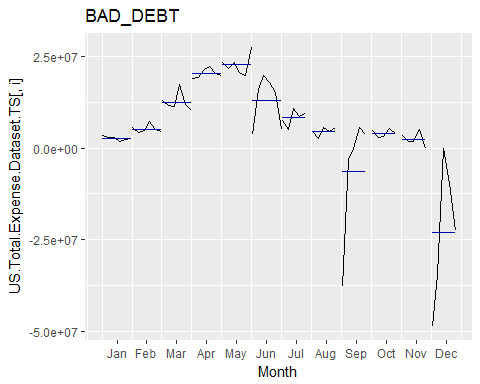 BAD_DEBT
US.Total.Expense.Dataset.TS[, i]
2.5e+07
0.0e+00
-2.5e+07
-5.0e+07
Jan Feb Mar Apr May Jun Jul Aug Sep Oct Nov Dec
Month